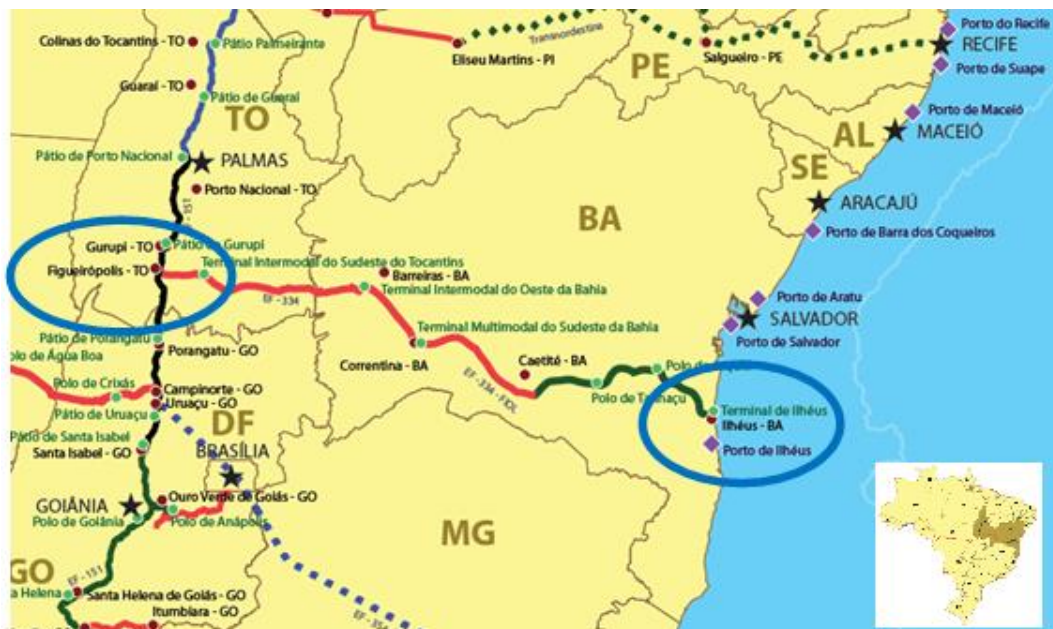 Colinas do Tocantins - TO
Pátio Palmeirante
Eliseu Martins - PI
Transnordestina
Salgueiro - PE
Porto do Recife
RECIFE
Porto de Suape
PE
Guaraí - TO
Pátio de Guaraí
TO
Porto de Maceió
AL
MACEIÓ
Pátio de Porto Nacional
PALMAS
SE
Porto Nacional - TO
ARACAJÚ
BA
Porto de Barra dos Coqueiros
Gurupi - TO
Pátio de Gurupi
Figueirópolis - TO
Terminal Intermodal do Sudeste do Tocantins
Barreiras - BA
EF - 334
Terminal Intermodal do Oeste da Bahia
Porto de Aratu
SALVADOR
Porto de Salvador
Pátio de Porangatu
Terminal Multimodal do Sudeste da Bahia
Porangatu - GO
Correntina - BA
Caetité - BA
EF - 334 - FIOL
Polo de Crixás
Campinorte - GO
Uruaçu - GO
Pátio de Uruaçu
Terminal de Ilhéus
Ilhéus - BA
Porto de Ilhéus
Pátio de Santa Isabel
Santa Isabel - GO
DF
BRASÍLIA
GOIÂNIA
Ouro Verde de Goiás - GO
Polo de Goiânia
Polo de Anápolis
MG
GO
EF - 151
Santa Helena de Goiás - GO
Itumbiara - GO